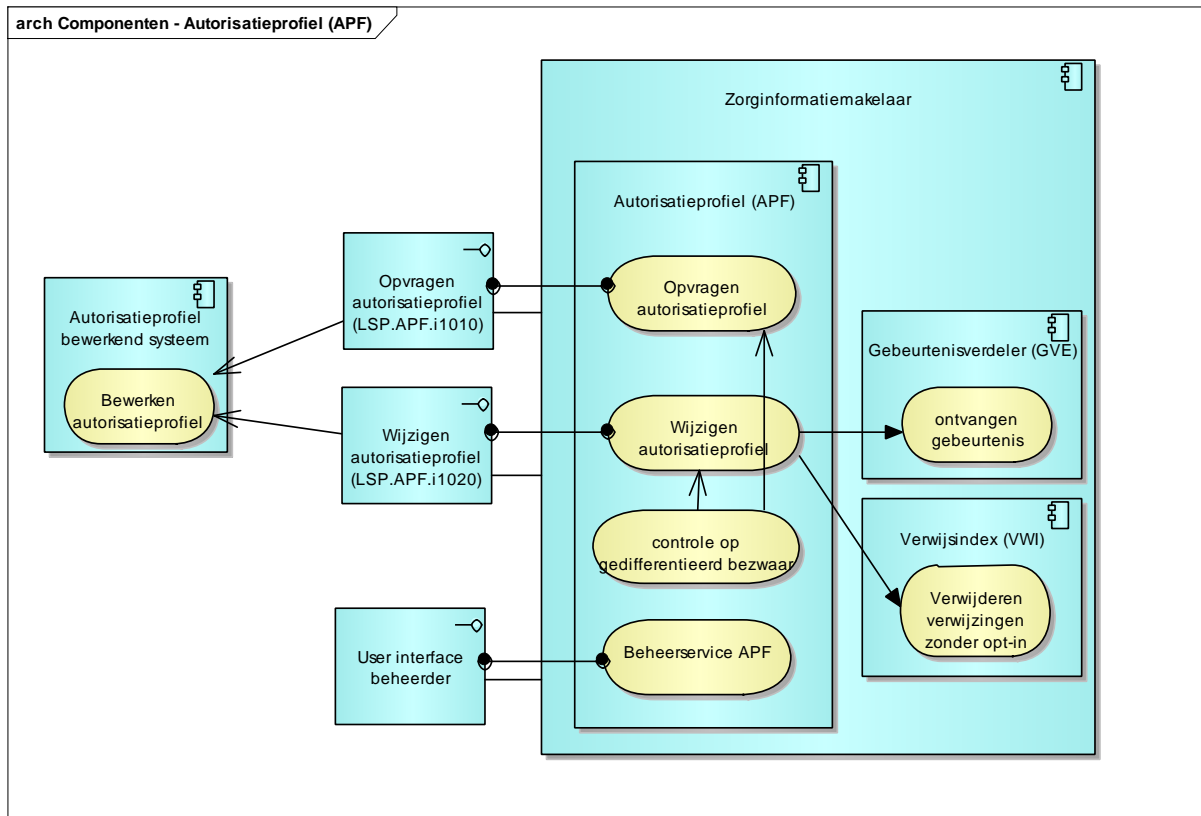 arch Componenten - Autorisatieprofiel (APF)
Zorginformatiemakelaar
Autorisatieprofiel (APF)
Opvragen
autorisatieprofiel
(LSP.APF.i1010)
Opvragen
autorisatieprofiel
Autorisatieprofiel
bewerkend systeem
Bewerken
autorisatieprofiel
Gebeurtenisverdeler (GVE)
ontvangen
gebeurtenis
Wijzigen
autorisatieprofiel
(LSP.APF.i1020)
Wijzigen
autorisatieprofiel
controle op
gedifferentieerd bezwaar
Verwijsindex (VWI)
Verwijderen
verwijzingen
zonder opt-in
User interface
beheerder
Beheerservice APF